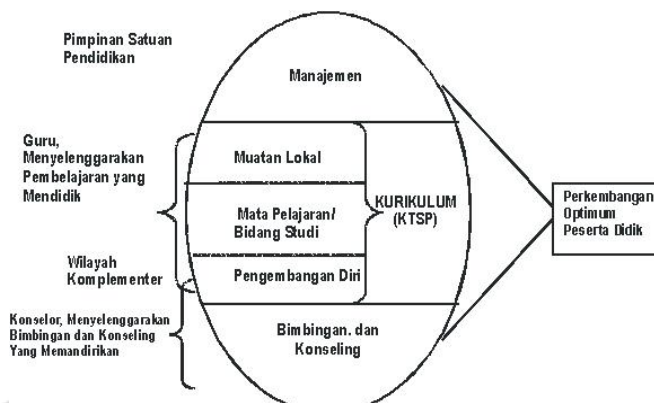 Pimpinan Satuan
Pendidikan
Manajemen
Guru,
Menyelenggarakan
Pembelajaran yang
Mendidik
Muatan Lokal
Mata Pelajaran/
Bidang Studi
KURIKULUM
(KTSP)
Perkembangan
Optimum
Peserta Didik
Wilayah
Komplementer
Pengembangan Diri
Konselor, Menyelenggarakan
Bimbingan dan Konseling
Yang Memandirikan
Bimbingan. dan
Konseling